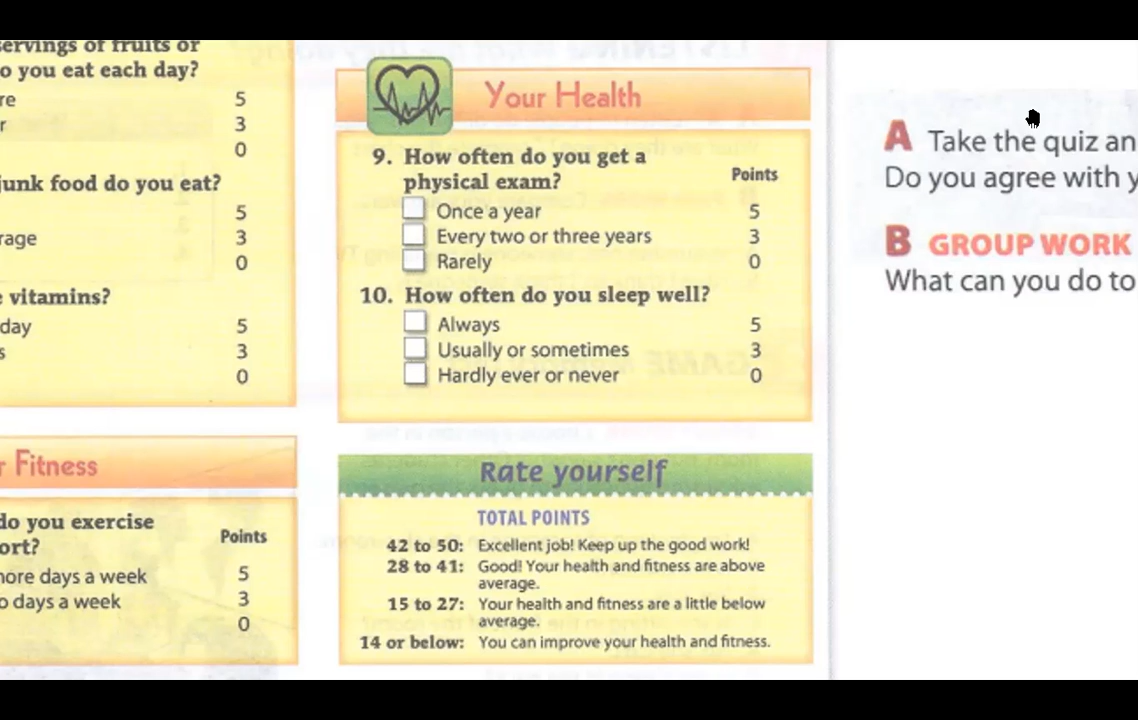 servings of fruits or
o you eat each day?
re 5
r 3
0
junk food do you eat?
5
rage 3
0
e vitamins?
day 5
s 3
0
r Fitness
do you exercise
ort? Points
nore days a week 5
o days a week 3
0
Your Health
9. How often do you get a
physical exam? Points
Once a year 5
Every two or three years 3
Rarely 0
10. How often do you sleep well?
Always 5
Usually or sometimes 3
Hardly ever or never 0
Rate yourself
TOTAL POINTS
42 to 50: Excellent job! Keep up the good work!
28 to 41: Good! Your health and fitness are above
average.
15 to 27: Your health and fitness are a little below
average.
14 or below: You can improve your health and fitness.
A Take the quiz an
Do you agree with y
B GROUP WORK
What can you do to